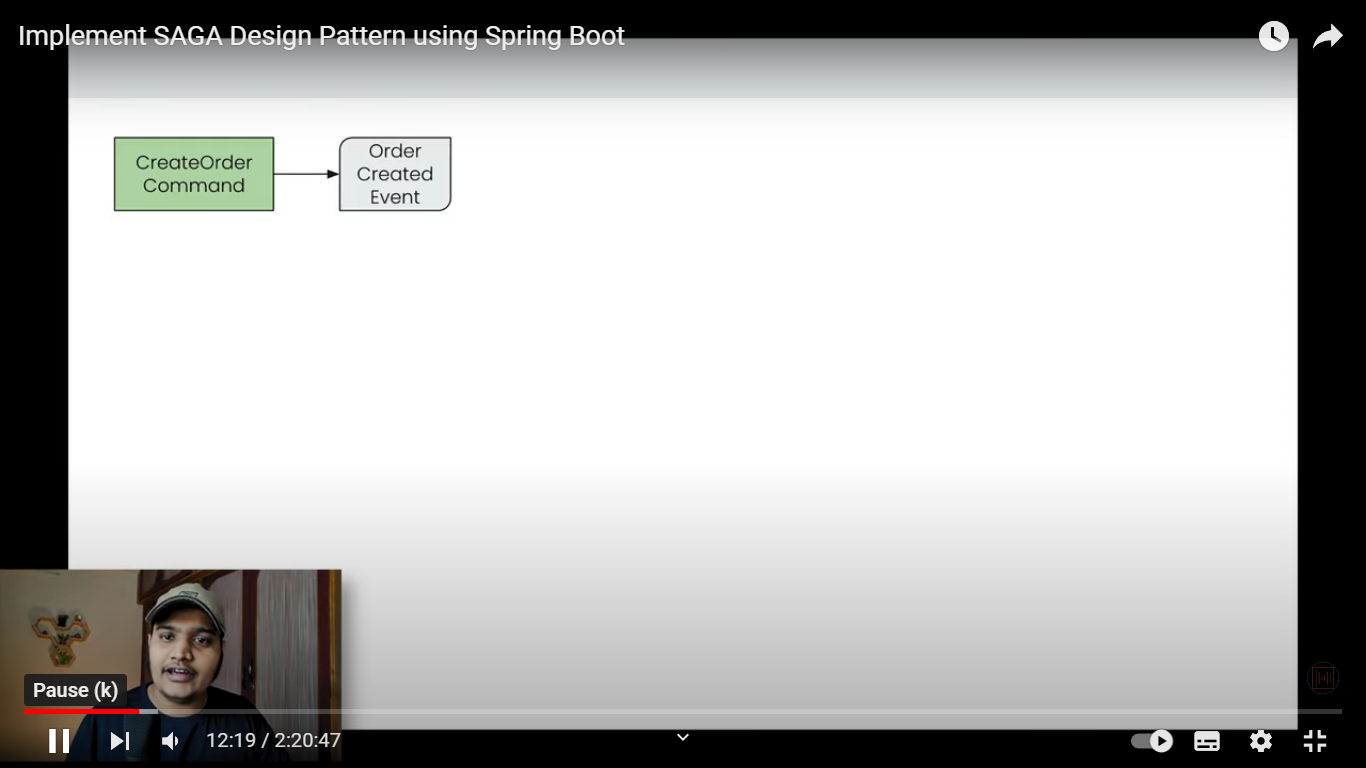 Implement SAGA Design Pattern using Spring Boot
CreateOrder
Command
Order
Created
Event
Pause (k)
12:19 / 2:20:47